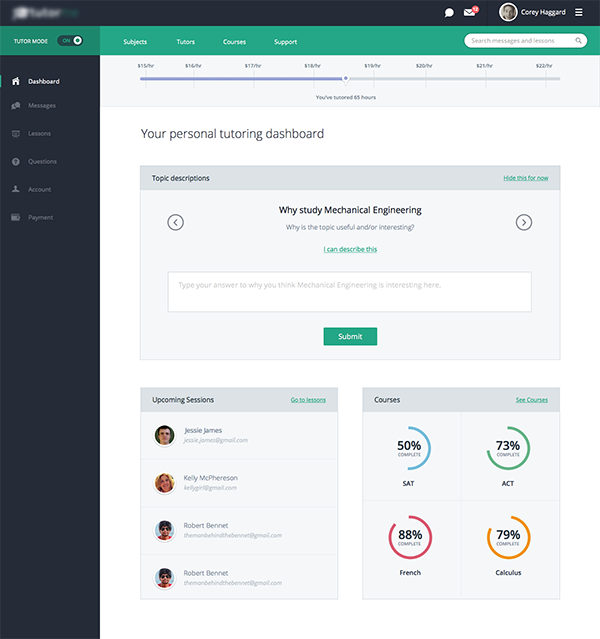 Corey Haggard
TUTOR MODE
ON
Subjects
Tutors
Courses
Support
Search messages and lessons
Dashboard
Messages
Lessons
Questions
Account
Payment
$15/hr
$16/hr
$17/hr
$18/hr
$19/hr
$20/hr
$21/hr
$22/hr
You've tutored 65 hours
Your personal tutoring dashboard
Topic descriptions
Hide this for now
Why study Mechanical Engineering
Why is the topic useful and/or interesting?
I can describe this
Type your answer to why you think Mechanical Engineering is interesting here.
Submit
Upcoming Sessions
Go to lessons
Jessie James
jessie.james@gmail.com
Kelly McPhereson
kellygirl@gmail.com
Robert Bennet
themanbehindthebennet@gmail.com
Robert Bennet
themanbehindthebennet@gmail.com
Courses
See Courses
50%
COMPLETE
SAT
73%
COMPLETE
ACT
88%
COMPLETE
French
79%
COMPLETE
Calculus